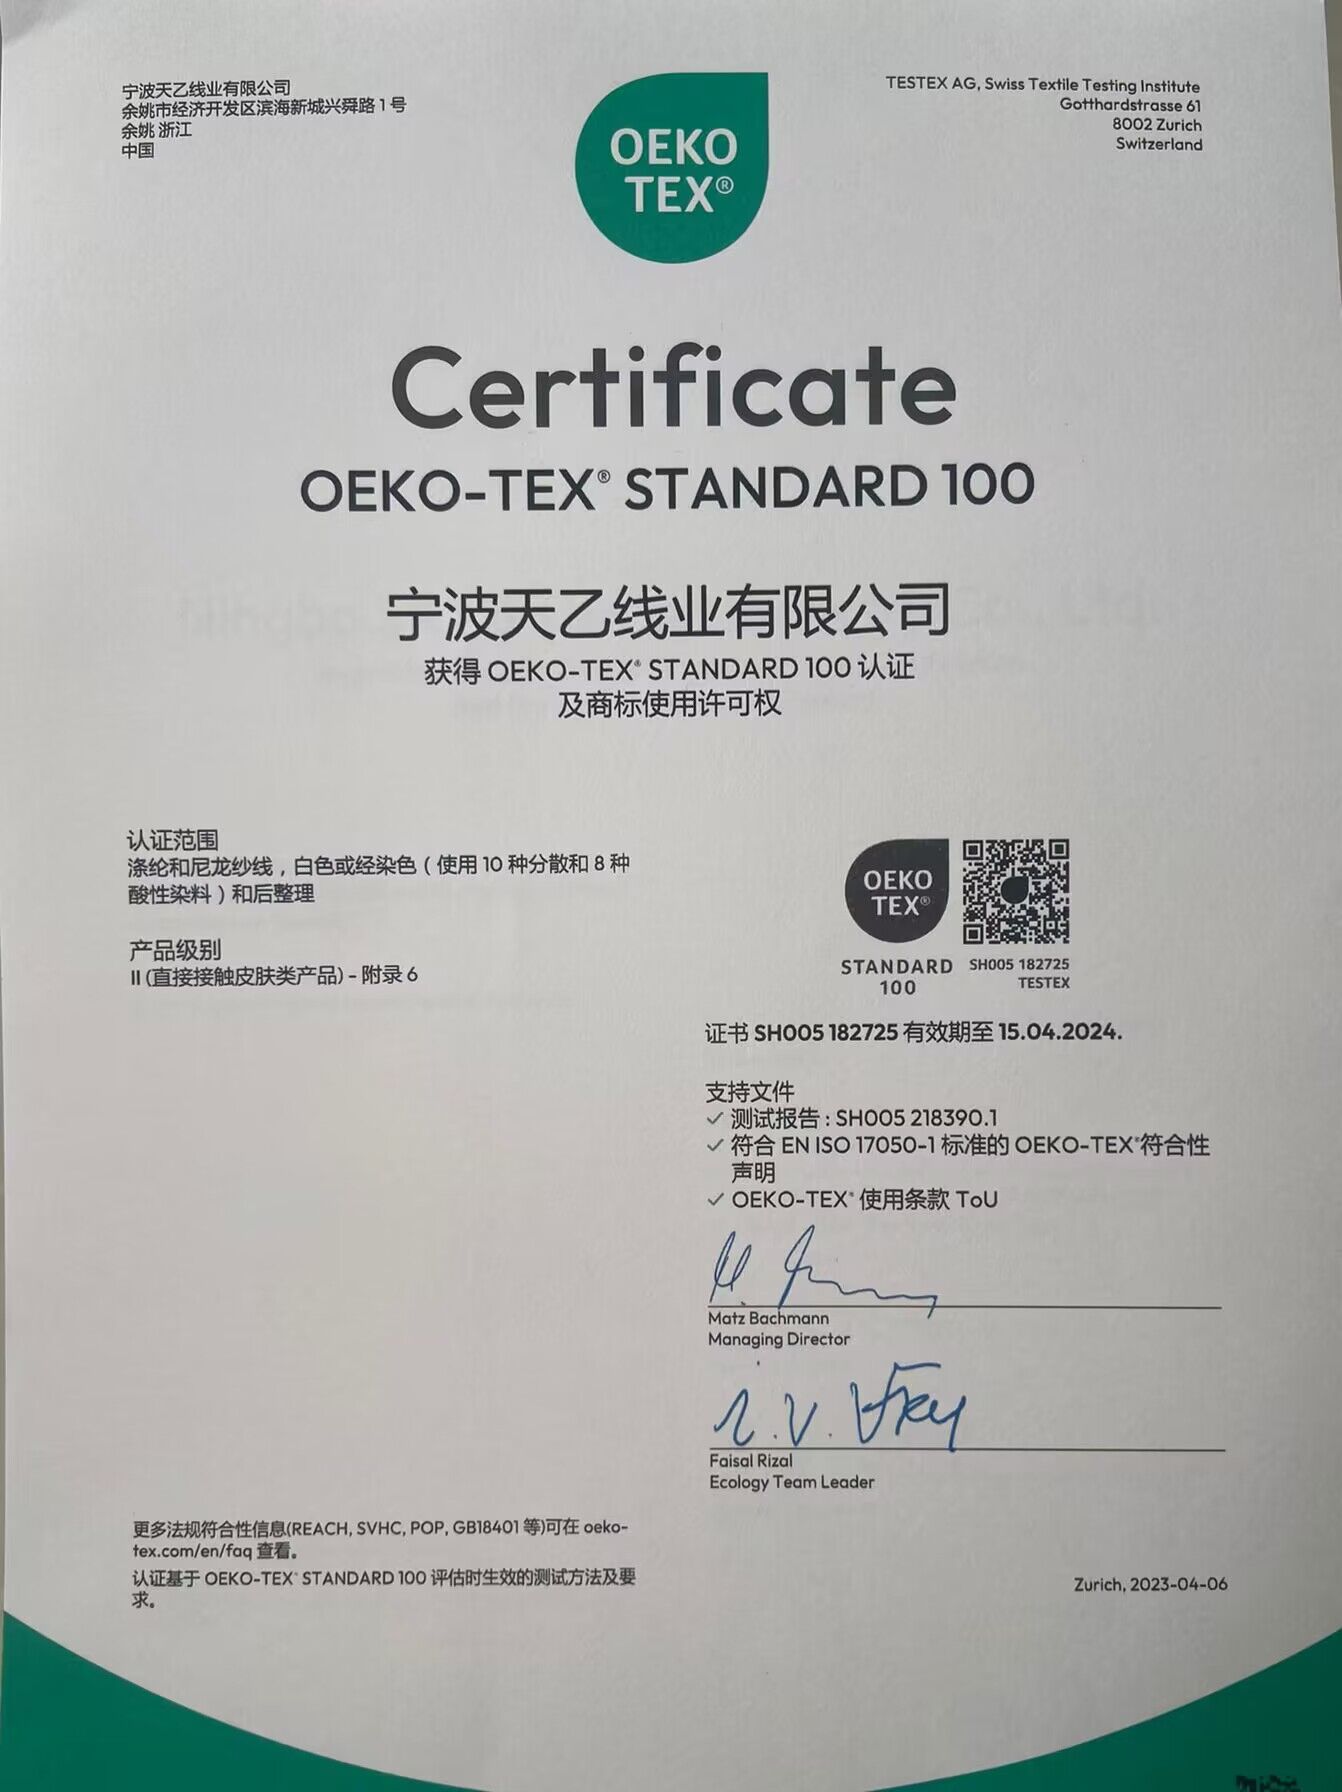 宁波天乙线业有限公司
余姚市经济开发区滨海新城兴舜路1号
余姚 浙江
中国
TESTEX AG, Swiss Textile Testing Institute
Gotthardstrasse 61
8002 Zurich
Switzerland
OEKO
TEX®
Certificate
OEKO-TEX® STANDARD 100
宁波天乙线业有限公司
获得 OEKO-TEX® STANDARD 100 认证
及商标使用许可权
认证范围
涤纶和尼龙纱线，白色或经染色（使用 10 种分散和 8 种
酸性染料）和后整理
产品级别
II (直接接触皮肤类产品) - 附录 6
OEKO
TEX®
STANDARD
100
SH005 182725
TESTEX
证书 SH005 182725 有效期至 15.04.2024.
支持文件
✓ 测试报告 : SH005 218390.1
✓ 符合 EN ISO 17050-1 标准的 OEKO-TEX® 符合性
声明
✓ OEKO-TEX® 使用条款 ToU
Matz Bachmann
Managing Director
Faisal Rizal
Ecology Team Leader
更多法规符合性信息(REACH, SVHC, POP, GB18401 等)可在 oeko-
tex.com/en/faq 查看。
认证基于 OEKO-TEX® STANDARD 100 评估时生效的测试方法及要
求。
Zurich, 2023-04-06